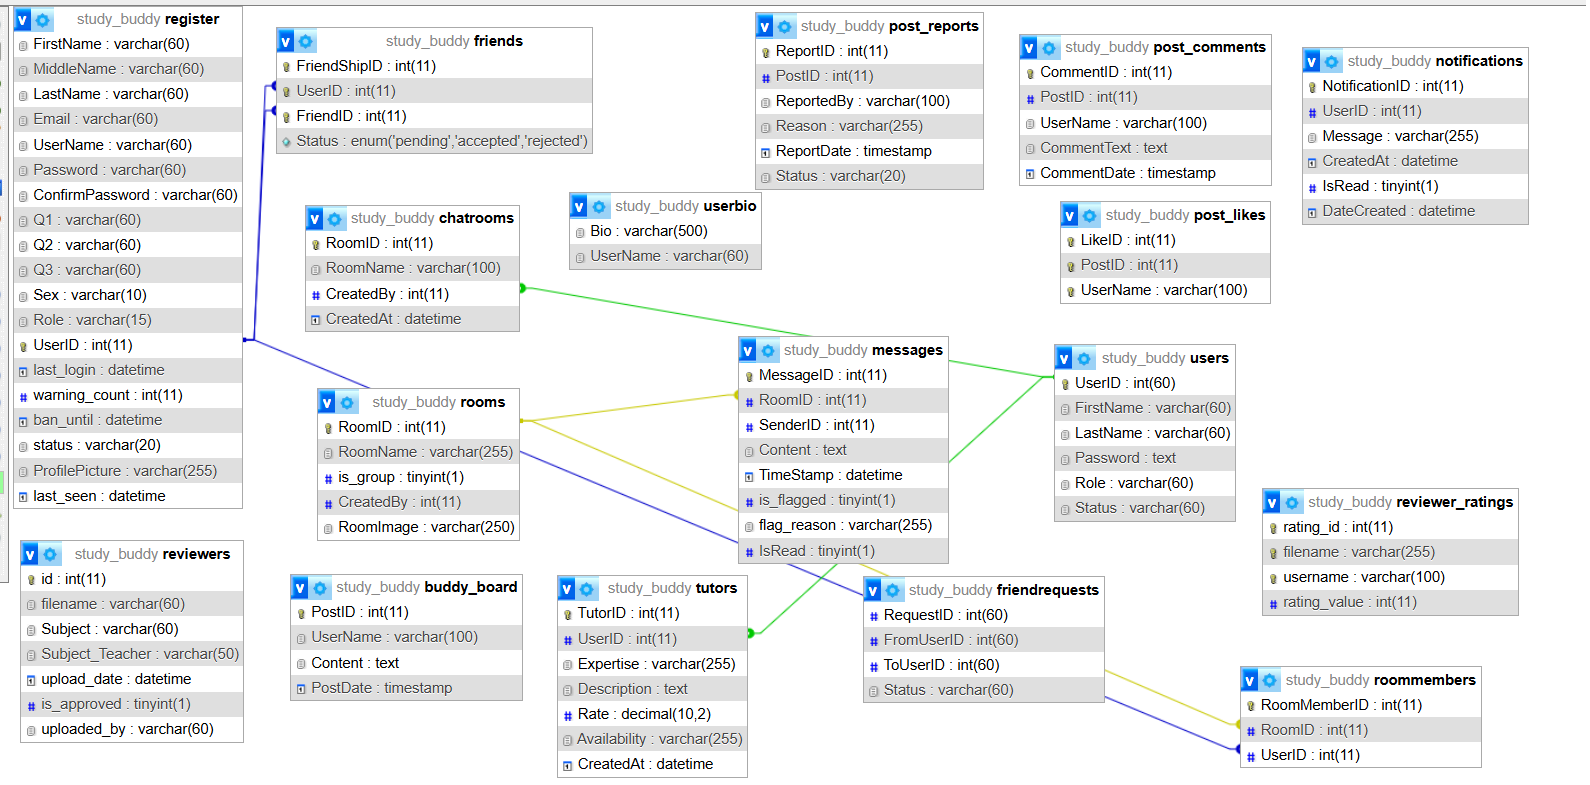 study_buddy register
FirstName : varchar(60)
MiddleName : varchar(60)
LastName : varchar(60)
Email : varchar(60)
UserName : varchar(60)
Password : varchar(60)
ConfirmPassword : varchar(60)
Q1 : varchar(60)
Q2 : varchar(60)
Q3 : varchar(60)
Sex : varchar(10)
Role : varchar(15)
UserID : int(11)
last_login : datetime
warning_count : int(11)
ban_until : datetime
status : varchar(20)
ProfilePicture : varchar(255)
last_seen : datetime
study_buddy friends
FriendShipID : int(11)
UserID : int(11)
FriendID : int(11)
Status : enum('pending','accepted','rejected')
study_buddy post_reports
ReportID : int(11)
PostID : int(11)
ReportedBy : varchar(100)
Reason : varchar(255)
ReportDate : timestamp
Status : varchar(20)
study_buddy post_comments
CommentID : int(11)
PostID : int(11)
UserName : varchar(100)
CommentText : text
CommentDate : timestamp
study_buddy notifications
NotificationID : int(11)
UserID : int(11)
Message : varchar(255)
CreatedAt : datetime
IsRead : tinyint(1)
DateCreated : datetime
study_buddy chatrooms
RoomID : int(11)
RoomName : varchar(100)
CreatedBy : int(11)
CreatedAt : datetime
study_buddy userbio
Bio : varchar(500)
UserName : varchar(60)
study_buddy post_likes
LikeID : int(11)
PostID : int(11)
UserName : varchar(100)
study_buddy messages
MessageID : int(11)
RoomID : int(11)
SenderID : int(11)
Content : text
TimeStamp : datetime
is_flagged : tinyint(1)
flag_reason : varchar(255)
IsRead : tinyint(1)
study_buddy users
UserID : int(60)
FirstName : varchar(60)
LastName : varchar(60)
Password : text
Role : varchar(60)
Status : varchar(60)
study_buddy rooms
RoomID : int(11)
RoomName : varchar(255)
is_group : tinyint(1)
CreatedBy : int(11)
RoomImage : varchar(250)
study_buddy reviewer_ratings
rating_id : int(11)
filename : varchar(255)
username : varchar(100)
rating_value : int(11)
study_buddy reviewers
id : int(11)
filename : varchar(60)
Subject : varchar(60)
Subject_Teacher : varchar(50)
upload_date : datetime
is_approved : tinyint(1)
uploaded_by : varchar(60)
study_buddy buddy_board
PostID : int(11)
UserName : varchar(100)
Content : text
PostDate : timestamp
study_buddy tutors
TutorID : int(11)
UserID : int(11)
Expertise : varchar(255)
Description : text
Rate : decimal(10,2)
Availability : varchar(255)
CreatedAt : datetime
study_buddy friendrequests
RequestID : int(60)
FromUserID : int(60)
ToUserID : int(60)
Status : varchar(60)
study_buddy roommembers
RoomMemberID : int(11)
RoomID : int(11)
UserID : int(11)